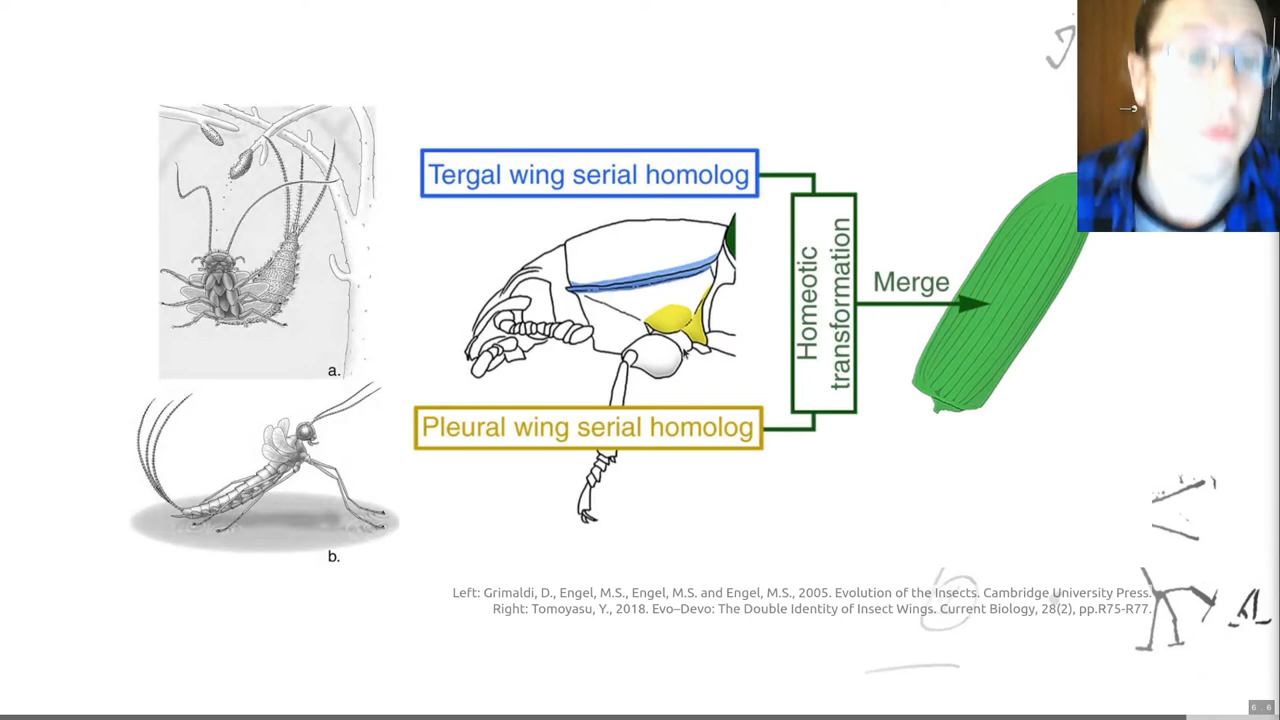 a.
b.
Tergal wing serial homolog
Homeotic
transformation
Merge
Pleural wing serial homolog
Left: Grimaldi, D., Engel, M.S., Engel, M.S. and Engel, M.S., 2005. Evolution of the Insects. Cambridge University Press.
Right: Tomoyasu, Y., 2018. Evo–Devo: The Double Identity of Insect Wings. Current Biology, 28(2), pp.R75-R77.
6 . 6